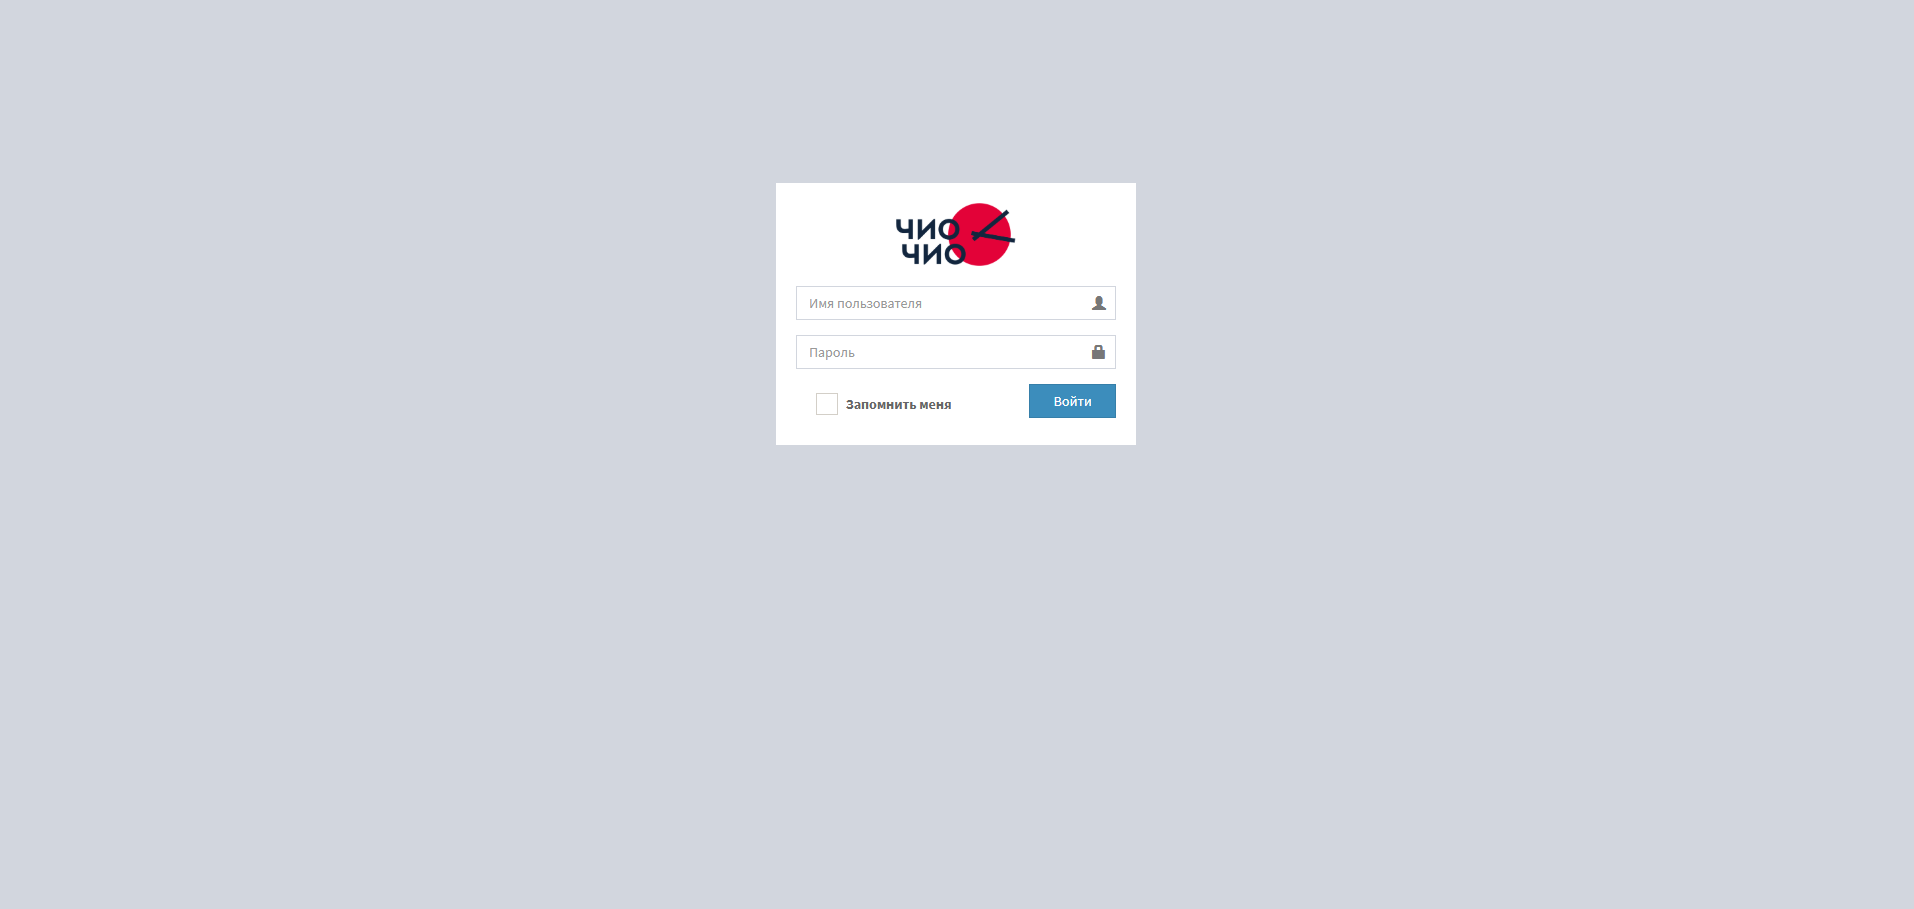 ЧИО
ЧИО
Имя пользователя
Пароль
Запомнить меня
Войти